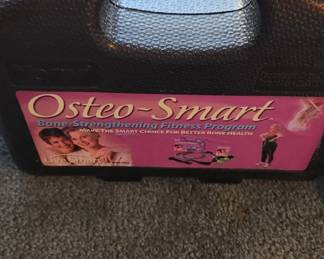 Osteo-Smart
Bone-Strengthening Fitness Program
MAKE THE SMART CHOICE FOR BETTER BONE HEALTH